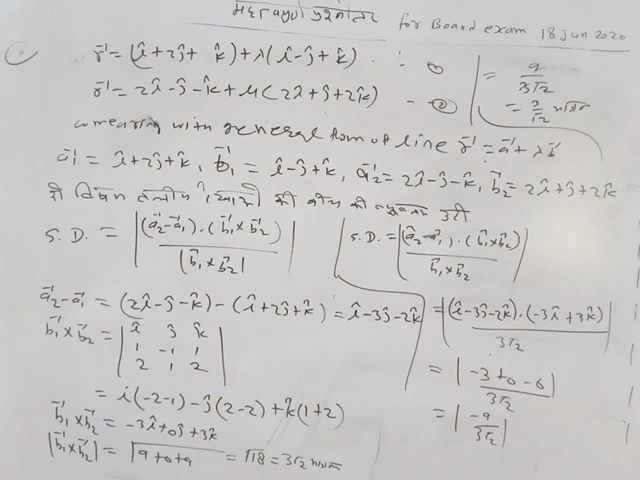 महत्वपूर्ण प्रश्नोत्तर for Board exam 18 Jun 2020
r⃗ = (î+2ĵ+ k̂)+λ(î-ĵ+k̂) ①
r⃗ = 2î-ĵ-k̂+μ(2î+ĵ+2k̂) - ②
comearing with general form of line r⃗ = a⃗+λb⃗
a⃗1 = î+2ĵ+k̂, b⃗1 = î-ĵ+k̂, a⃗2 = 2î-ĵ-k̂, b⃗2 = 2î+ĵ+2k̂
की बीच की दूरी
S.D. = |(a⃗2-a⃗1).(b⃗1×b⃗2) / |b⃗1×b⃗2||
a⃗2-a⃗1 = (2î-ĵ-k̂)-(î+2ĵ+k̂) = î-3ĵ-2k̂
b⃗1×b⃗2 = | î ĵ k̂ |
| 1 -1 1 |
| 2 1 2 |
= i(-2-1)-ĵ(2-2)+k̂(1+2)
b⃗1×b⃗2 = -3î+0ĵ+3k̂
|b⃗1×b⃗2| = √9+0+9 = √18 = 3√2
S.D. = |(a⃗2-a⃗1).(b⃗1×b⃗2) / b⃗1×b⃗2|
= |(î-3ĵ-2k̂).(-3î+3k̂) / 3√2|
= |-3+0-6 / 3√2|
= |-9 / 3√2|
= 9 / 3√2
= 3 / √2 मात्रक